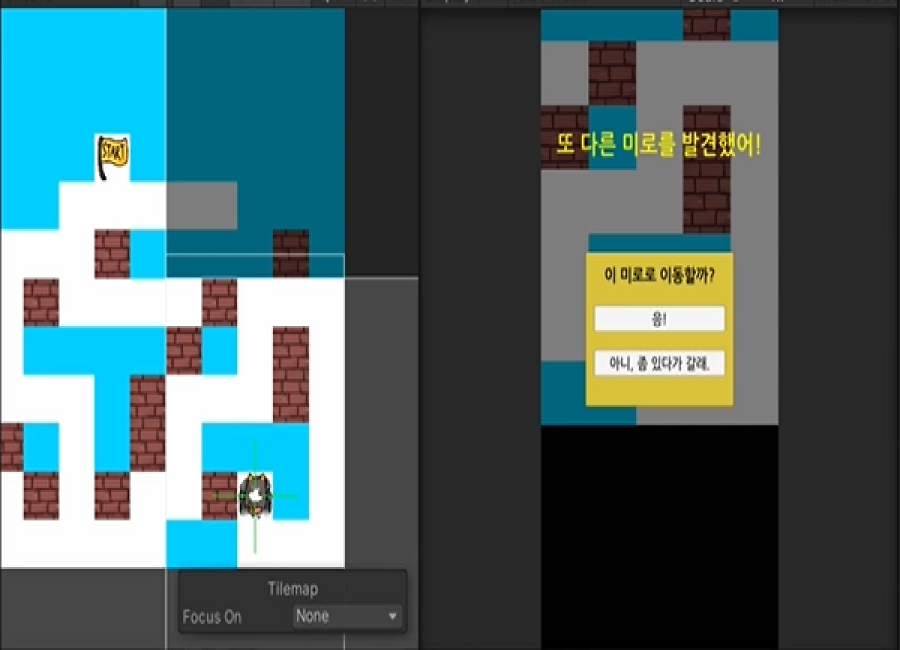 START
또 다른 미로를 발견했어!
이 미로로 이동할까?
응!
아니, 좀 있다가 갈래.
Tilemap
Focus On
None